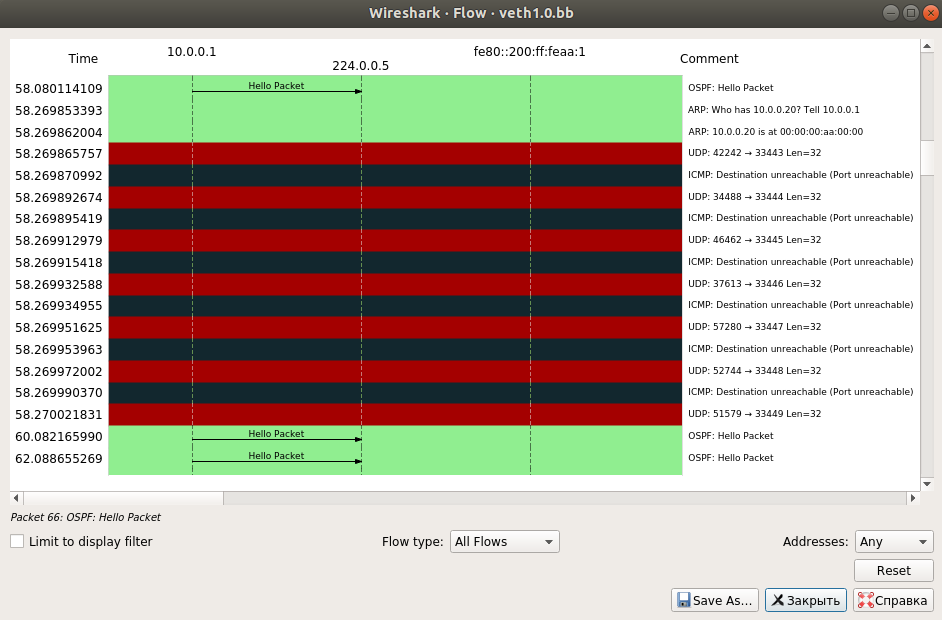 Wireshark · Flow · veth1.0.bb
Time 10.0.0.1 224.0.0.5 fe80::200:ff:feaa:1 Comment
58.080114109 Hello Packet OSPF: Hello Packet
58.269853393 ARP: Who has 10.0.0.20? Tell 10.0.0.1
58.269862004 ARP: 10.0.0.20 is at 00:00:00:aa:00:00
58.269865757 UDP: 42242 → 33443 Len=32
58.269870992 ICMP: Destination unreachable (Port unreachable)
58.269892674 UDP: 34488 → 33444 Len=32
58.269895419 ICMP: Destination unreachable (Port unreachable)
58.269912979 UDP: 46462 → 33445 Len=32
58.269915418 ICMP: Destination unreachable (Port unreachable)
58.269932588 UDP: 37613 → 33446 Len=32
58.269934955 ICMP: Destination unreachable (Port unreachable)
58.269951625 UDP: 57280 → 33447 Len=32
58.269953963 ICMP: Destination unreachable (Port unreachable)
58.269972002 UDP: 52744 → 33448 Len=32
58.269990370 ICMP: Destination unreachable (Port unreachable)
58.270021831 UDP: 51579 → 33449 Len=32
60.082165990 Hello Packet OSPF: Hello Packet
62.088655269 Hello Packet OSPF: Hello Packet
Packet 66: OSPF: Hello Packet
Limit to display filter Flow type: All Flows Addresses: Any
Reset
Save As... Закрыть Справка